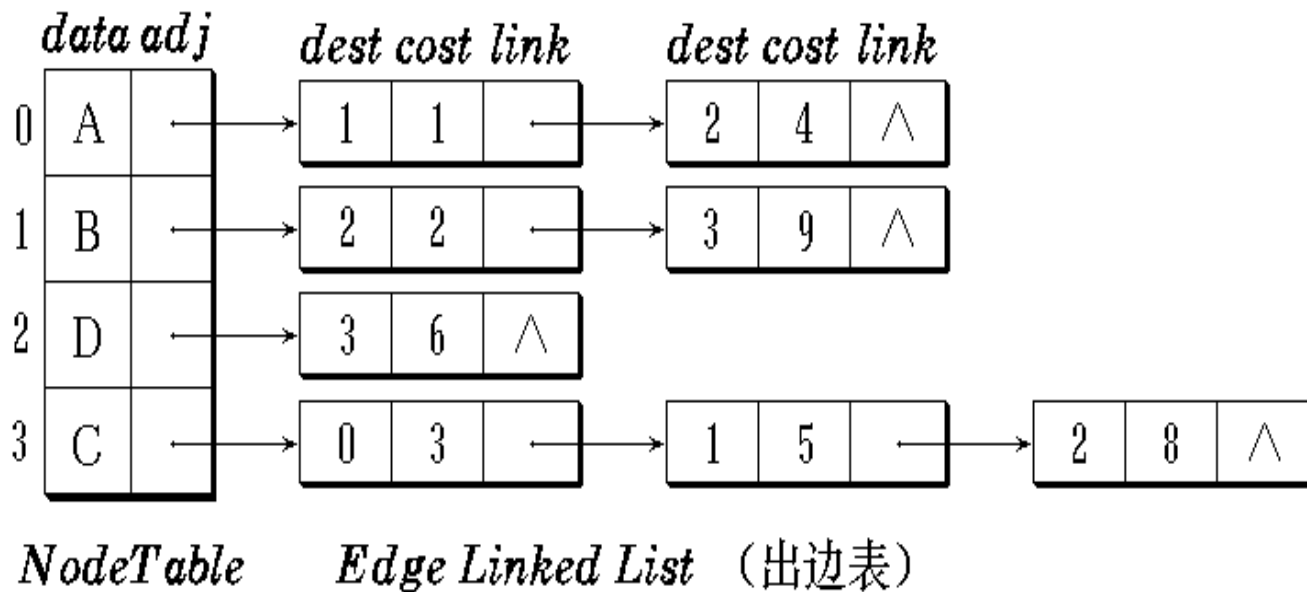 data adj dest cost link dest cost link
0 A 1 1 2 4 ∧
1 B 2 2 3 9 ∧
2 D 3 6 ∧
3 C 0 3 1 5 2 8 ∧
NodeTable Edge Linked List （出边表）